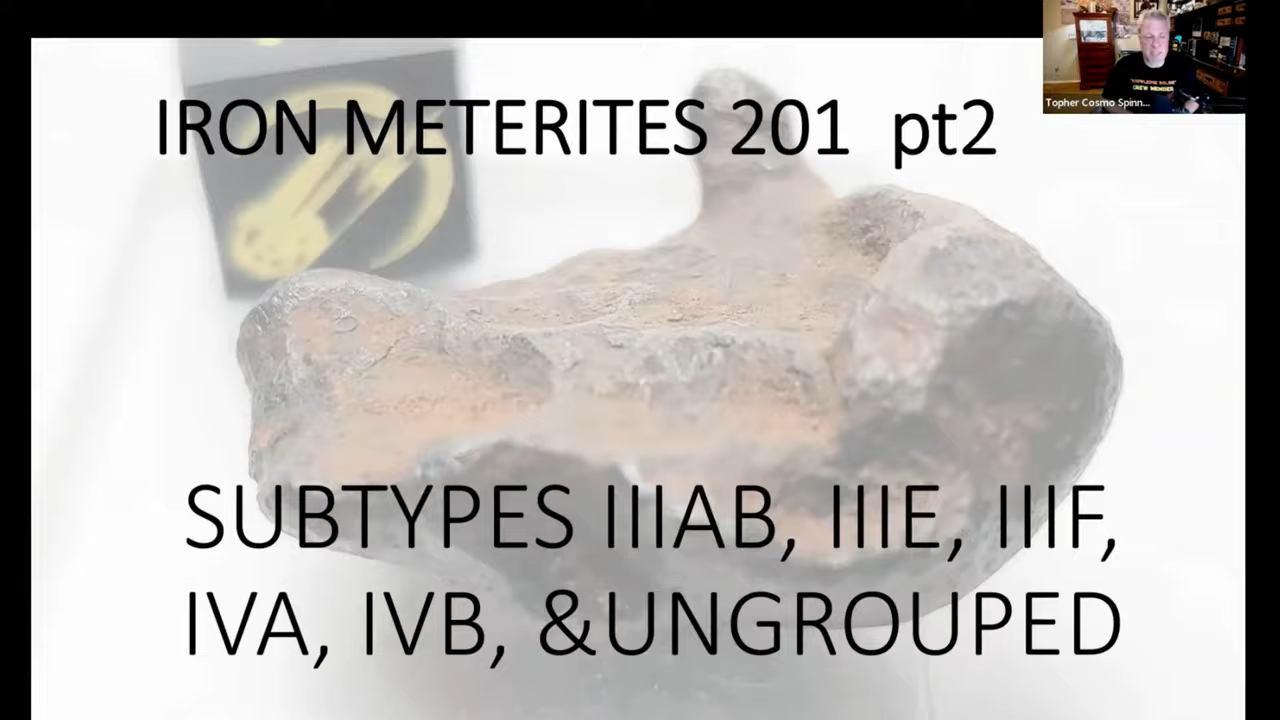 IRON METERITES 201 pt2
Topher Cosmo Spinn...
SUBTYPES IIIAB, IIIE, IIIF,
IVA, IVB, &UNGROUPED